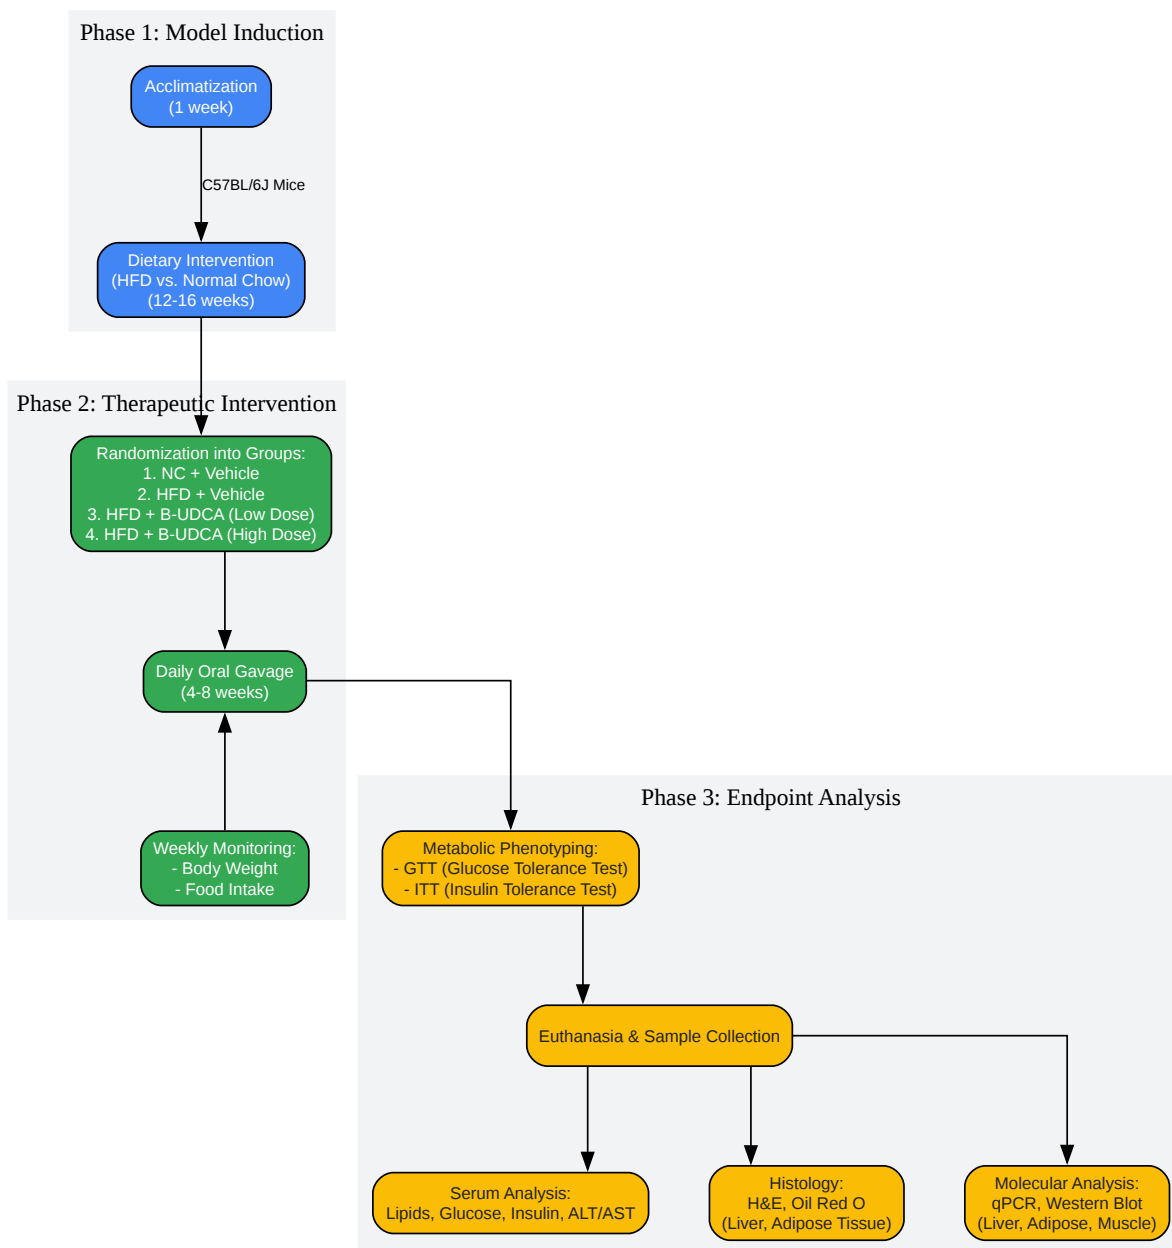 Phase 1: Model Induction
Acclimatization
(1 week)
C57BL/6J Mice
Dietary Intervention
(HFD vs. Normal Chow)
(12-16 weeks)
Phase 2: Therapeutic Intervention
Randomization into Groups:
1. NC + Vehicle
2. HFD + Vehicle
3. HFD + B-UDCA (Low Dose)
4. HFD + B-UDCA (High Dose)
Daily Oral Gavage
(4-8 weeks)
Weekly Monitoring:
- Body Weight
- Food Intake
Phase 3: Endpoint Analysis
Metabolic Phenotyping:
- GTT (Glucose Tolerance Test)
- ITT (Insulin Tolerance Test)
Euthanasia & Sample Collection
Serum Analysis:
Lipids, Glucose, Insulin, ALT/AST
Histology:
H&E, Oil Red O
(Liver, Adipose Tissue)
Molecular Analysis:
qPCR, Western Blot
(Liver, Adipose, Muscle)